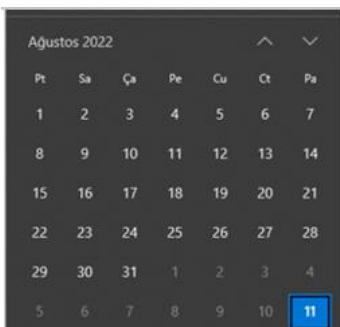 Ağustos 2022
Pt Sa Ça Pe Cu Ct Pa
1 2 3 4 5 6 7
8 9 10 11 12 13 14
15 16 17 18 19 20 21
22 23 24 25 26 27 28
29 30 31 1 2 3 4
5 6 7 8 9 10 11